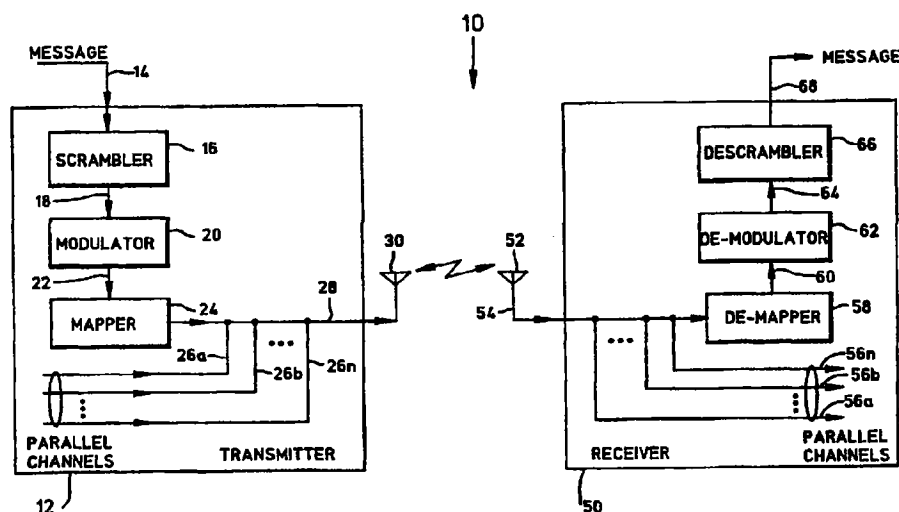 10
MESSAGE
14
SCRAMBLER
16
18
MODULATOR
20
22
MAPPER
24
26a
26b
26n
28
30
PARALLEL
CHANNELS
TRANSMITTER
12
MESSAGE
68
DESCRAMBLER
66
64
DE-MODULATOR
62
60
DE-MAPPER
58
52
54
56n
56b
56a
RECEIVER
PARALLEL
CHANNELS
50